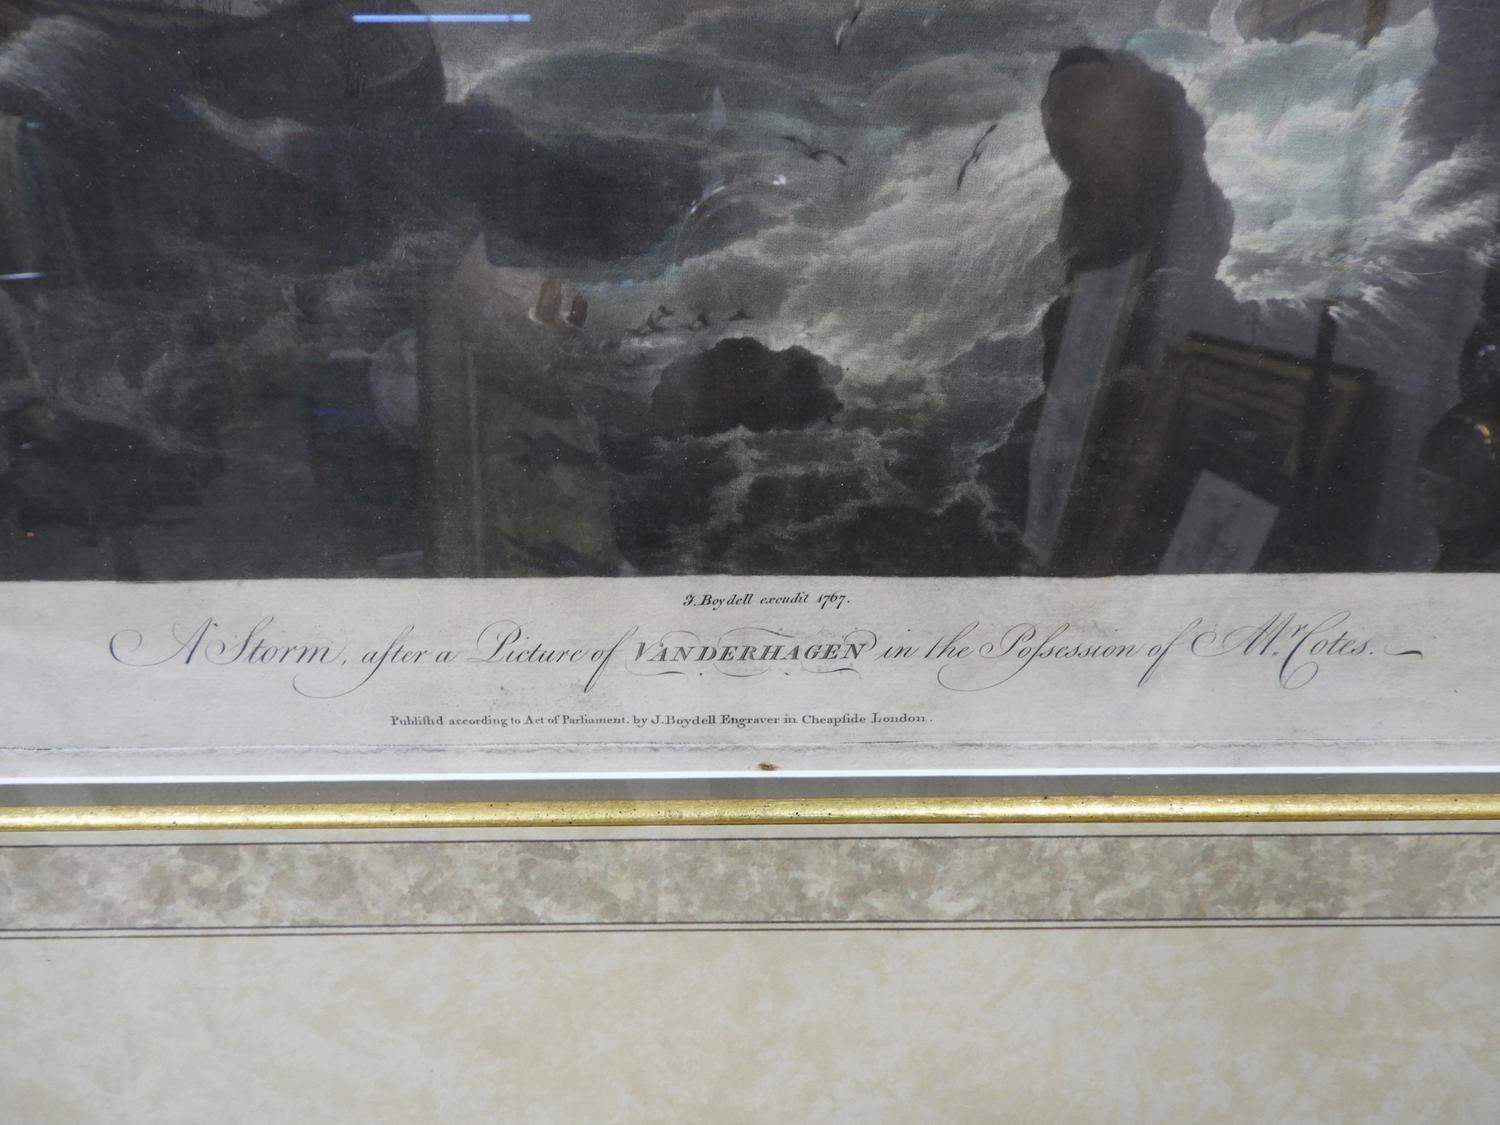 J. Boydell excudit 1767.
A Storm, after a Picture of VANDERHAGEN in the Poſsession of Mr. Cotes.
Publiſh'd according to Act of Parliament, by J. Boydell Engraver in Cheapſide London.